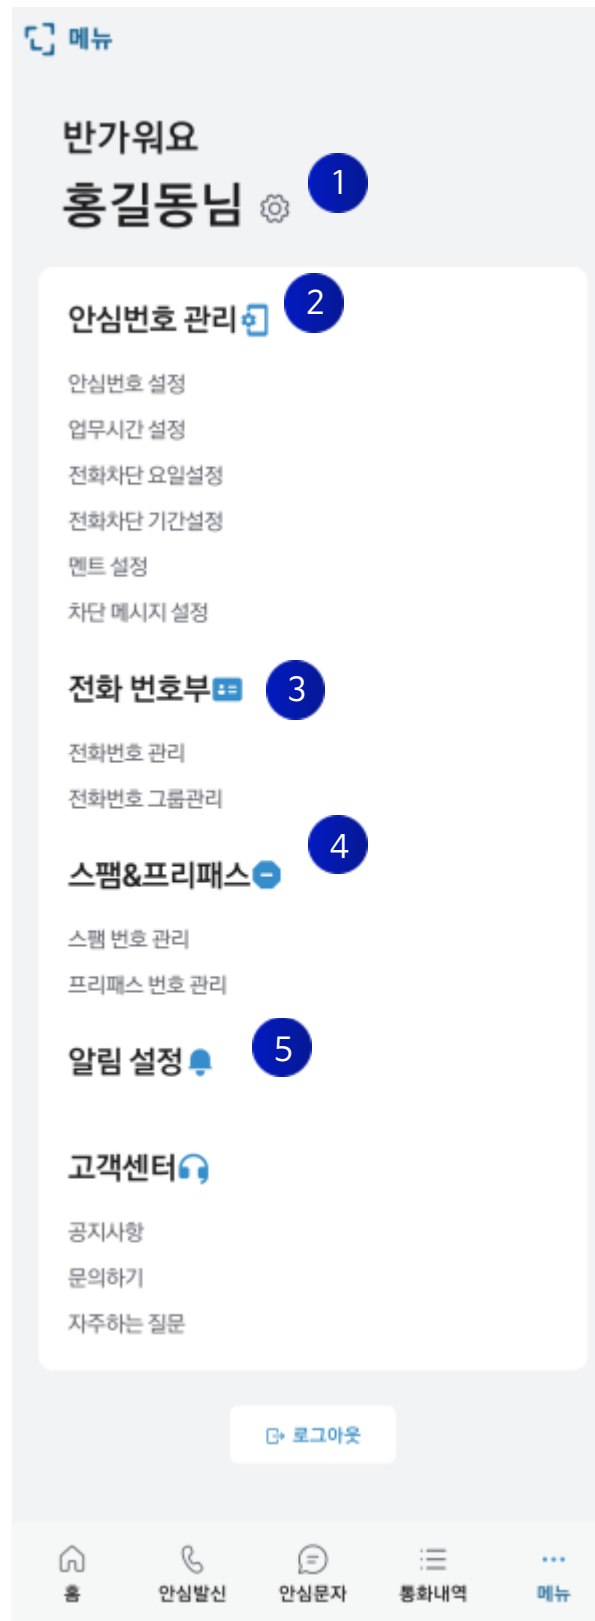 메뉴
반가워요
홍길동님
1
안심번호 관리
2
안심번호 설정
업무시간 설정
전화차단 요일설정
전화차단 기간설정
멘트 설정
차단 메시지 설정
전화 번호부
3
전화번호 관리
전화번호 그룹관리
4
스팸&프리패스
스팸 번호 관리
프리패스 번호 관리
알림 설정
5
고객센터
공지사항
문의하기
자주하는 질문
로그아웃
홈 안심발신 안심문자 통화내역 메뉴